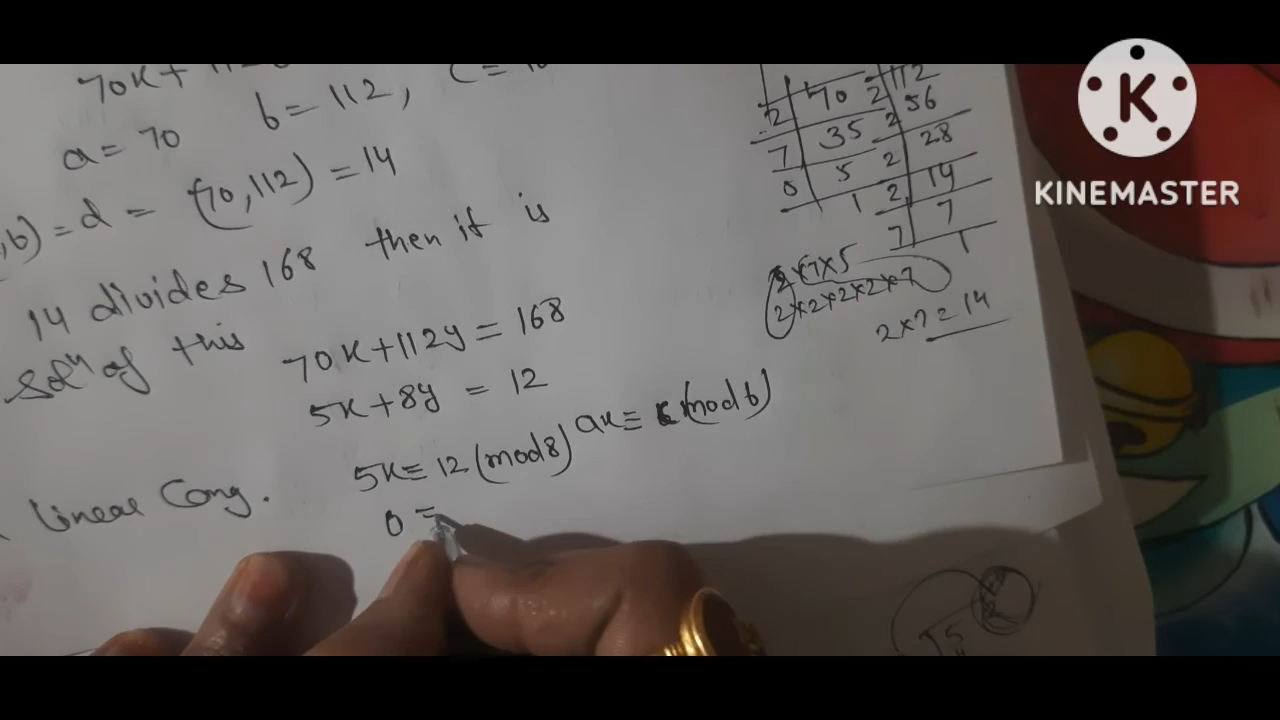 70x + 112
a = 70 b = 112,
,b) = d = (70,112) = 14
14 divides 168 then it is
solⁿ of this
70x + 112y = 168
5x + 8y = 12
5x ≡ 12 (mod 8) ax ≡ c (mod b)
Linear Cong.
0 ≡
2 70
7 35
0 5
1
2 112
2 56
2 28
2 14
7 7
1
2×7×5
2×2×2×2×7
2×7 = 14
K
KINEMASTER